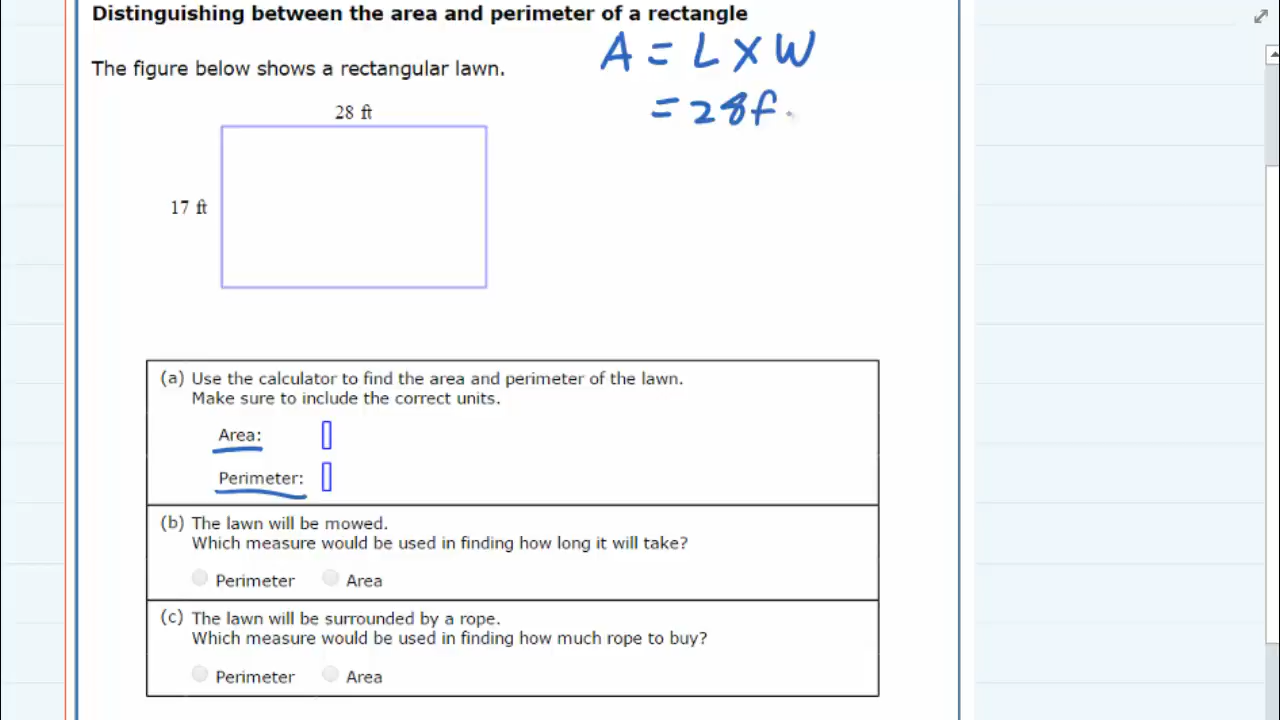 Distinguishing between the area and perimeter of a rectangle
A = L X W
The figure below shows a rectangular lawn.
= 28f
28 ft
17 ft
(a) Use the calculator to find the area and perimeter of the lawn.
Make sure to include the correct units.
Area:
Perimeter:
(b) The lawn will be mowed.
Which measure would be used in finding how long it will take?
Perimeter Area
(c) The lawn will be surrounded by a rope.
Which measure would be used in finding how much rope to buy?
Perimeter Area